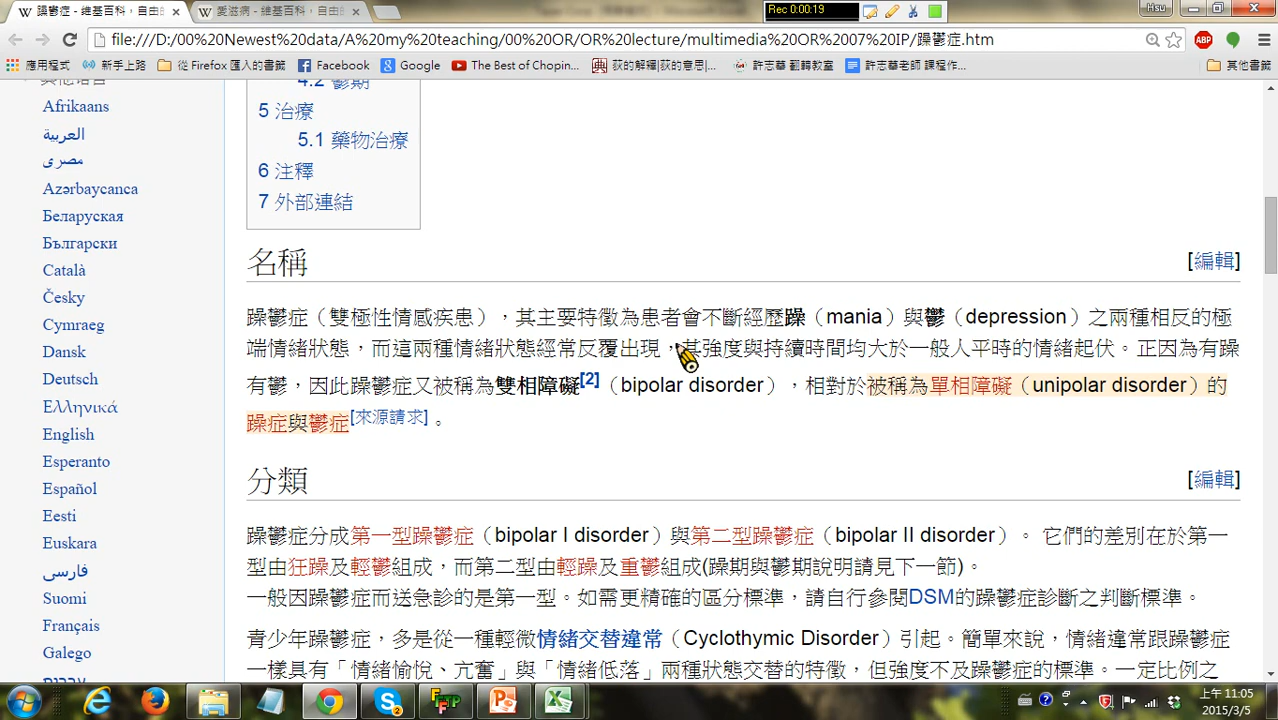 躁鬱症 - 維基百科，自由的
愛滋病 - 維基百科，自由的
Rec 0:00:19
Hsu
file:///D:/00%20Newest%20data/A%20my%20teaching/00%20OR/OR%20lecture/multimedia%20OR%2007%20IP/躁鬱症.htm
ABP
應用程式 新手上路 從 Firefox 匯入的書籤 Facebook Google The Best of Chopin... 荻的解釋|荻的意思|... 許志華 翻轉教室 許志華老師 課程作... 其他書籤
其他語言
Afrikaans
العربية
مصرى
Azərbaycanca
Беларуская
Български
Català
Česky
Cymraeg
Dansk
Deutsch
Ελληνικά
English
Esperanto
Español
Eesti
Euskara
فارسی
Suomi
Français
Galego
4.2 鬱期
5 治療
5.1 藥物治療
6 注釋
7 外部連結
名稱 [編輯]
躁鬱症（雙極性情感疾患），其主要特徵為患者會不斷經歷躁（mania）與鬱（depression）之兩種相反的極
端情緒狀態，而這兩種情緒狀態經常反覆出現，其強度與持續時間均大於一般人平時的情緒起伏。正因為有躁
有鬱，因此躁鬱症又被稱為雙相障礙[2]（bipolar disorder），相對於被稱為單相障礙（unipolar disorder）的
躁症與鬱症[來源請求]。
分類 [編輯]
躁鬱症分成第一型躁鬱症（bipolar I disorder）與第二型躁鬱症（bipolar II disorder）。 它們的差別在於第一
型由狂躁及輕鬱組成，而第二型由輕躁及重鬱組成(躁期與鬱期說明請見下一節)。
一般因躁鬱症而送急診的是第一型。如需更精確的區分標準，請自行參閱DSM的躁鬱症診斷之判斷標準。
青少年躁鬱症，多是從一種輕微情緒交替違常（Cyclothymic Disorder）引起。簡單來說，情緒違常跟躁鬱症
一樣具有「情緒愉悅、亢奮」與「情緒低落」兩種狀態交替的特徵，但強度不及躁鬱症的標準。一定比例之
上午 11:05
2015/3/5